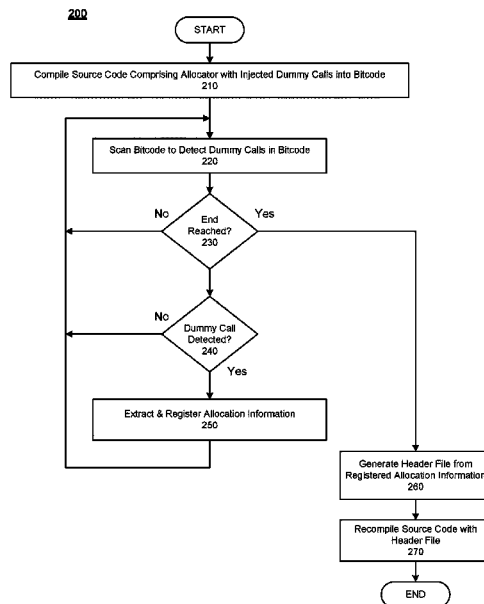 200
START
Compile Source Code Comprising Allocator with Injected Dummy Calls into Bitcode
210
Scan Bitcode to Detect Dummy Calls in Bitcode
220
No
Yes
End
Reached?
230
No
Dummy Call
Detected?
240
Yes
Extract & Register Allocation Information
250
Generate Header File from
Registered Allocation Information
260
Recompile Source Code with
Header File
270
END